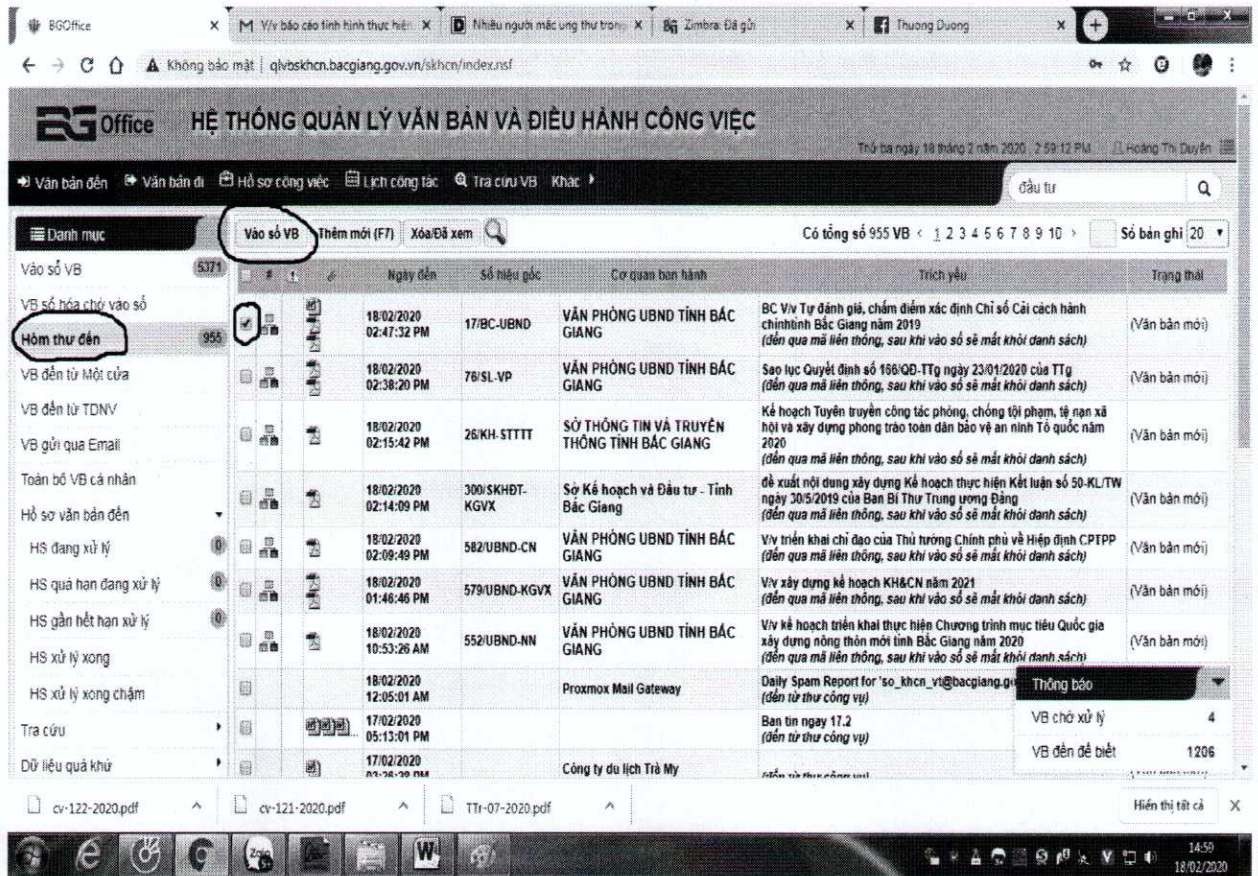 BGOffice
V/v báo cáo tình hình thực hiện
Nhiều người mắc ung thư trong
Zimbra: Đã gửi
Thuong Duong
Không bảo mật | qlvbskhcn.bacgiang.gov.vn/skhcn/index.nsf
BG Office
HỆ THỐNG QUẢN LÝ VĂN BẢN VÀ ĐIỀU HÀNH CÔNG VIỆC
Thứ ba ngày 18 tháng 2 năm 2020 2:59:12 PM
Hoàng Thị Duyên
Văn bản đến Văn bản đi Hồ sơ công việc Lịch công tác Tra cứu VB Khác
đầu tư
Danh mục
Vào sổ VB Thêm mới (F7) Xóa/Đã xem
Có tổng số 955 VB < 1 2 3 4 5 6 7 8 9 10 > Số bản ghi 20
Vào sổ VB 5371
VB số hóa chờ vào sổ
Hòm thư đến 955
VB đến từ Một cửa
VB đến từ TDNV
VB gửi qua Email
Toàn bộ VB cá nhân
Hồ sơ văn bản đến
HS đang xử lý 0
HS quá hạn đang xử lý 0
HS gần hết hạn xử lý 0
HS xử lý xong
HS xử lý xong chậm
Tra cứu
Dữ liệu quá khứ
# Ngày đến Số hiệu gốc Cơ quan ban hành Trích yếu Trạng thái
18/02/2020
02:47:32 PM
17/BC-UBND
VĂN PHÒNG UBND TỈNH BẮC
GIANG
BC V/v Tự đánh giá, chấm điểm xác định Chỉ số Cải cách hành
chinhtỉnh Bắc Giang năm 2019
(đến qua mã liên thông, sau khi vào sổ sẽ mất khỏi danh sách)
(Văn bản mới)
18/02/2020
02:38:20 PM
76/SL-VP
VĂN PHÒNG UBND TỈNH BẮC
GIANG
Sao lục Quyết định số 166/QĐ-TTg ngày 23/01/2020 của TTg
(đến qua mã liên thông, sau khi vào sổ sẽ mất khỏi danh sách)
(Văn bản mới)
18/02/2020
02:15:42 PM
26/KH-STTTT
SỞ THÔNG TIN VÀ TRUYỀN
THÔNG TỈNH BẮC GIANG
Kế hoạch Tuyên truyền công tác phòng, chống tội phạm, tệ nạn xã
hội và xây dựng phong trào toàn dân bảo vệ an ninh Tổ quốc năm
2020
(đến qua mã liên thông, sau khi vào sổ sẽ mất khỏi danh sách)
(Văn bản mới)
18/02/2020
02:14:09 PM
300/SKHĐT-
KGVX
Sở Kế hoạch và Đầu tư - Tỉnh
Bắc Giang
đề xuất nội dung xây dựng Kế hoạch thực hiện Kết luận số 50-KL/TW
ngày 30/5/2019 của Ban Bí Thư Trung ương Đảng
(đến qua mã liên thông, sau khi vào sổ sẽ mất khỏi danh sách)
(Văn bản mới)
18/02/2020
02:09:49 PM
582/UBND-CN
VĂN PHÒNG UBND TỈNH BẮC
GIANG
V/v triển khai chỉ đạo của Thủ tướng Chính phủ về Hiệp định CPTPP
(đến qua mã liên thông, sau khi vào sổ sẽ mất khỏi danh sách)
(Văn bản mới)
18/02/2020
01:46:46 PM
579/UBND-KGVX
VĂN PHÒNG UBND TỈNH BẮC
GIANG
V/v xây dựng kế hoạch KH&CN năm 2021
(đến qua mã liên thông, sau khi vào sổ sẽ mất khỏi danh sách)
(Văn bản mới)
18/02/2020
10:53:26 AM
552/UBND-NN
VĂN PHÒNG UBND TỈNH BẮC
GIANG
V/v kế hoạch triển khai thực hiện Chương trình mục tiêu Quốc gia
xây dựng nông thôn mới tỉnh Bắc Giang năm 2020
(đến qua mã liên thông, sau khi vào sổ sẽ mất khỏi danh sách)
(Văn bản mới)
18/02/2020
12:05:01 AM
Proxmox Mail Gateway
Daily Spam Report for 'so_khcn_vt@bacgiang.go
(đến từ thư công vụ)
17/02/2020
05:13:01 PM
Ban tin ngay 17.2
(đến từ thư công vụ)
17/02/2020
Công ty du lịch Trà My
(đến từ thư công vụ)
Thông báo
VB chờ xử lý 4
VB đến để biết 1206
cv-122-2020.pdf
cv-121-2020.pdf
TTr-07-2020.pdf
Hiển thị tất cả
Zalo
14:59
18/02/2020